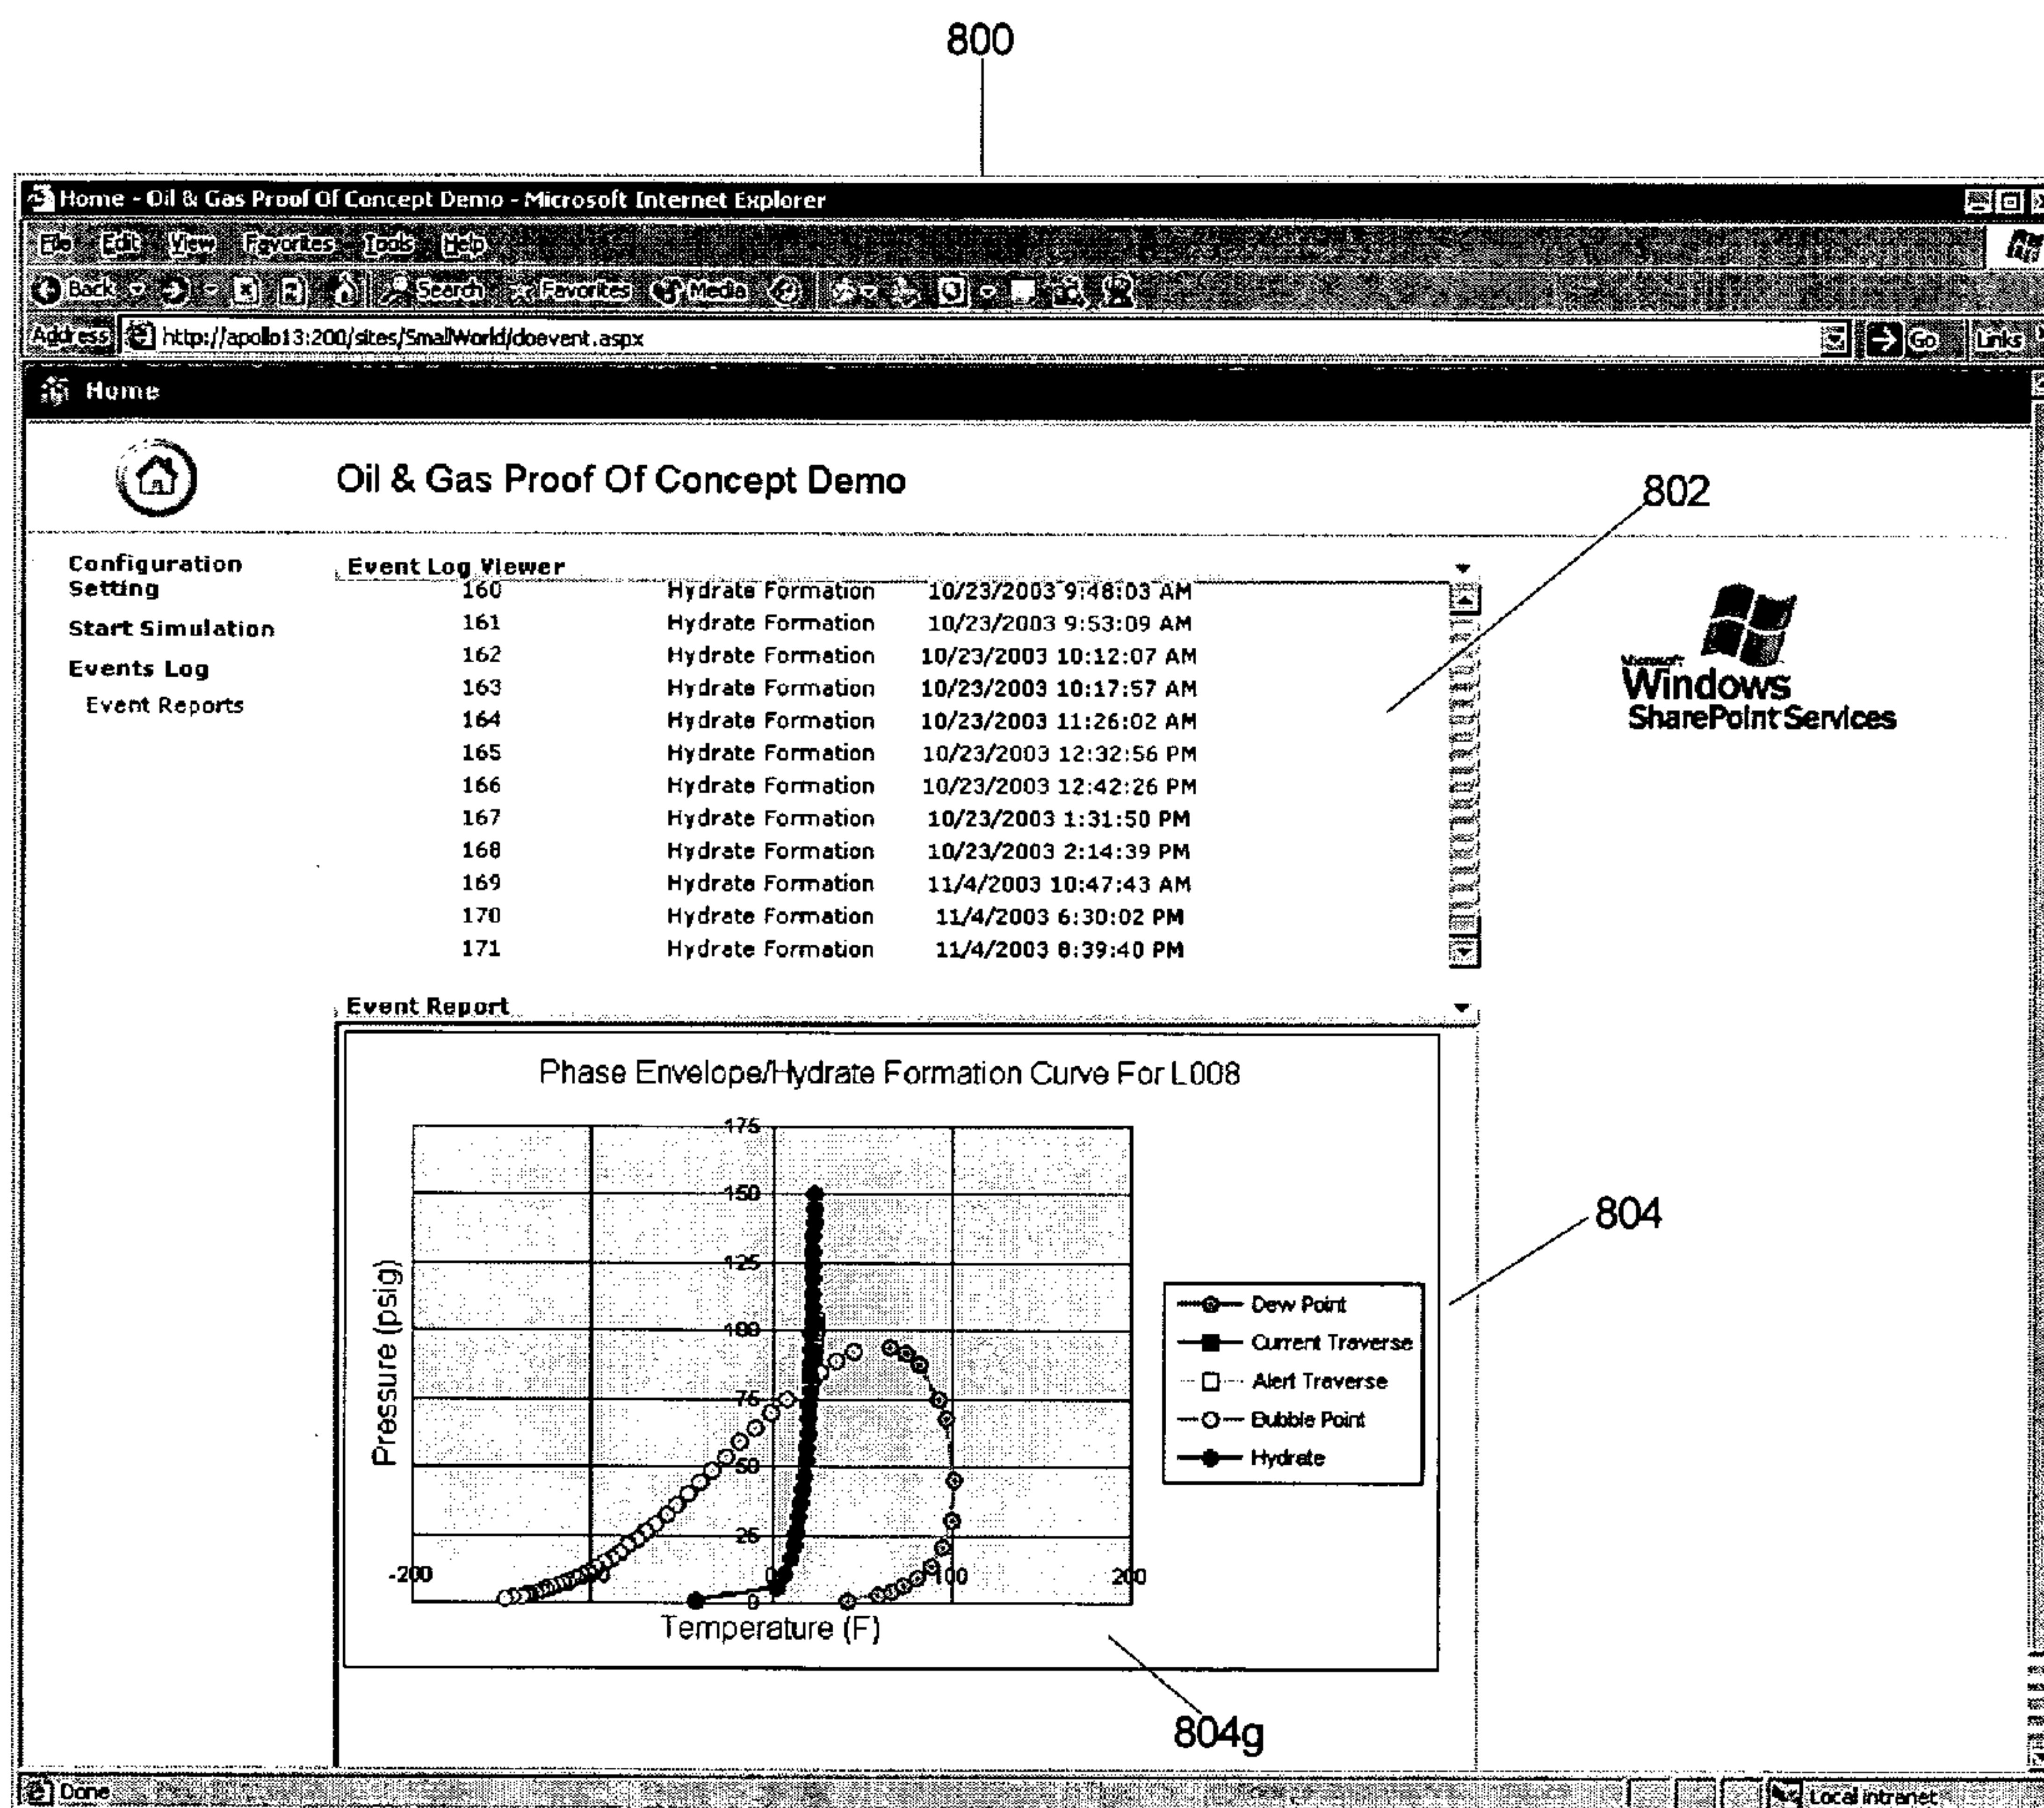 800
Home - Oil & Gas Proof Of Concept Demo - Microsoft Internet Explorer
File Edit View Favorites Tools Help
Back Search Favorites Media
Address http://apollo13:200/sites/SmallWorld/doevent.aspx Go Links
Home
Oil & Gas Proof Of Concept Demo
802
Configuration Setting
Start Simulation
Events Log
Event Reports
Event Log Viewer
160 Hydrate Formation 10/23/2003 9:48:03 AM
161 Hydrate Formation 10/23/2003 9:53:09 AM
162 Hydrate Formation 10/23/2003 10:12:07 AM
163 Hydrate Formation 10/23/2003 10:17:57 AM
164 Hydrate Formation 10/23/2003 11:26:02 AM
165 Hydrate Formation 10/23/2003 12:32:56 PM
166 Hydrate Formation 10/23/2003 12:42:26 PM
167 Hydrate Formation 10/23/2003 1:31:50 PM
168 Hydrate Formation 10/23/2003 2:14:39 PM
169 Hydrate Formation 11/4/2003 10:47:43 AM
170 Hydrate Formation 11/4/2003 6:30:02 PM
171 Hydrate Formation 11/4/2003 8:39:40 PM
Microsoft
Windows
SharePoint Services
Event Report
Phase Envelope/Hydrate Formation Curve For L008
Pressure (psig)
175
150
125
100
75
50
25
0
-200 0 100 200
Temperature (F)
Dew Point
Current Traverse
Alert Traverse
Bubble Point
Hydrate
804
804g
Done Local intranet